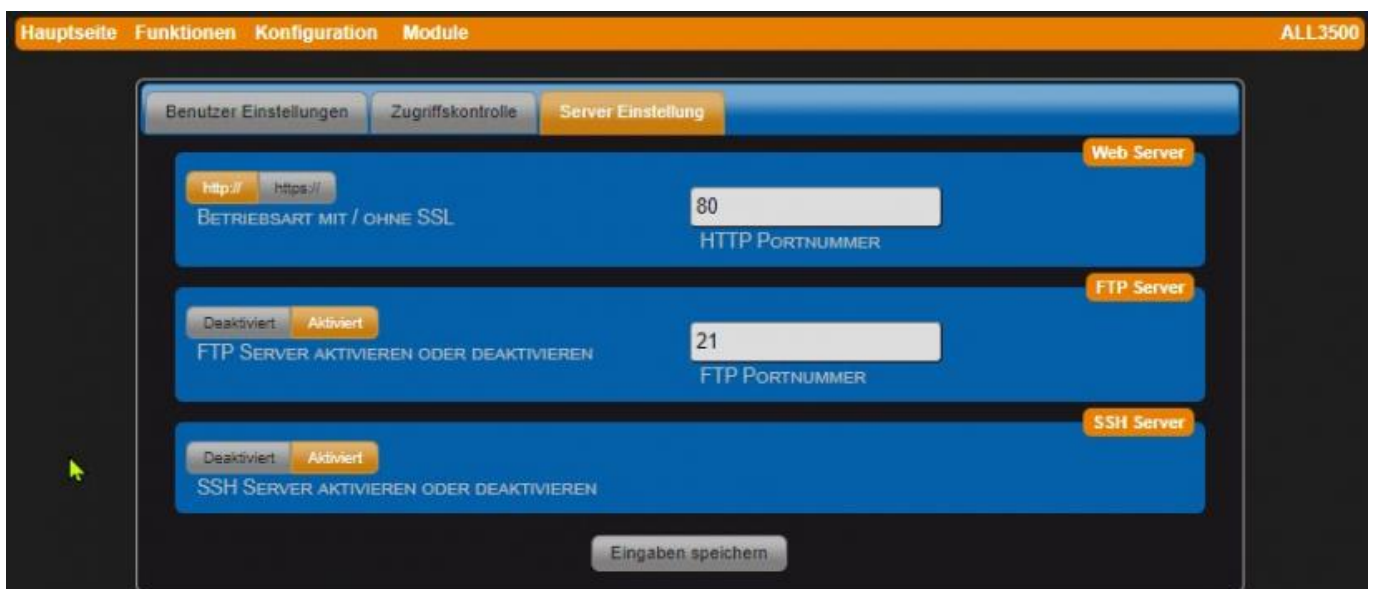 Hauptseite Funktionen Konfiguration Module ALL3500
Benutzer Einstellungen Zugriffskontrolle Server Einstellung
Web Server
http:// https://
BETRIEBSART MIT / OHNE SSL
80
HTTP PORTNUMMER
FTP Server
Deaktiviert Aktiviert
FTP SERVER AKTIVIEREN ODER DEAKTIVIEREN
21
FTP PORTNUMMER
SSH Server
Deaktiviert Aktiviert
SSH SERVER AKTIVIEREN ODER DEAKTIVIEREN
Eingaben speichern